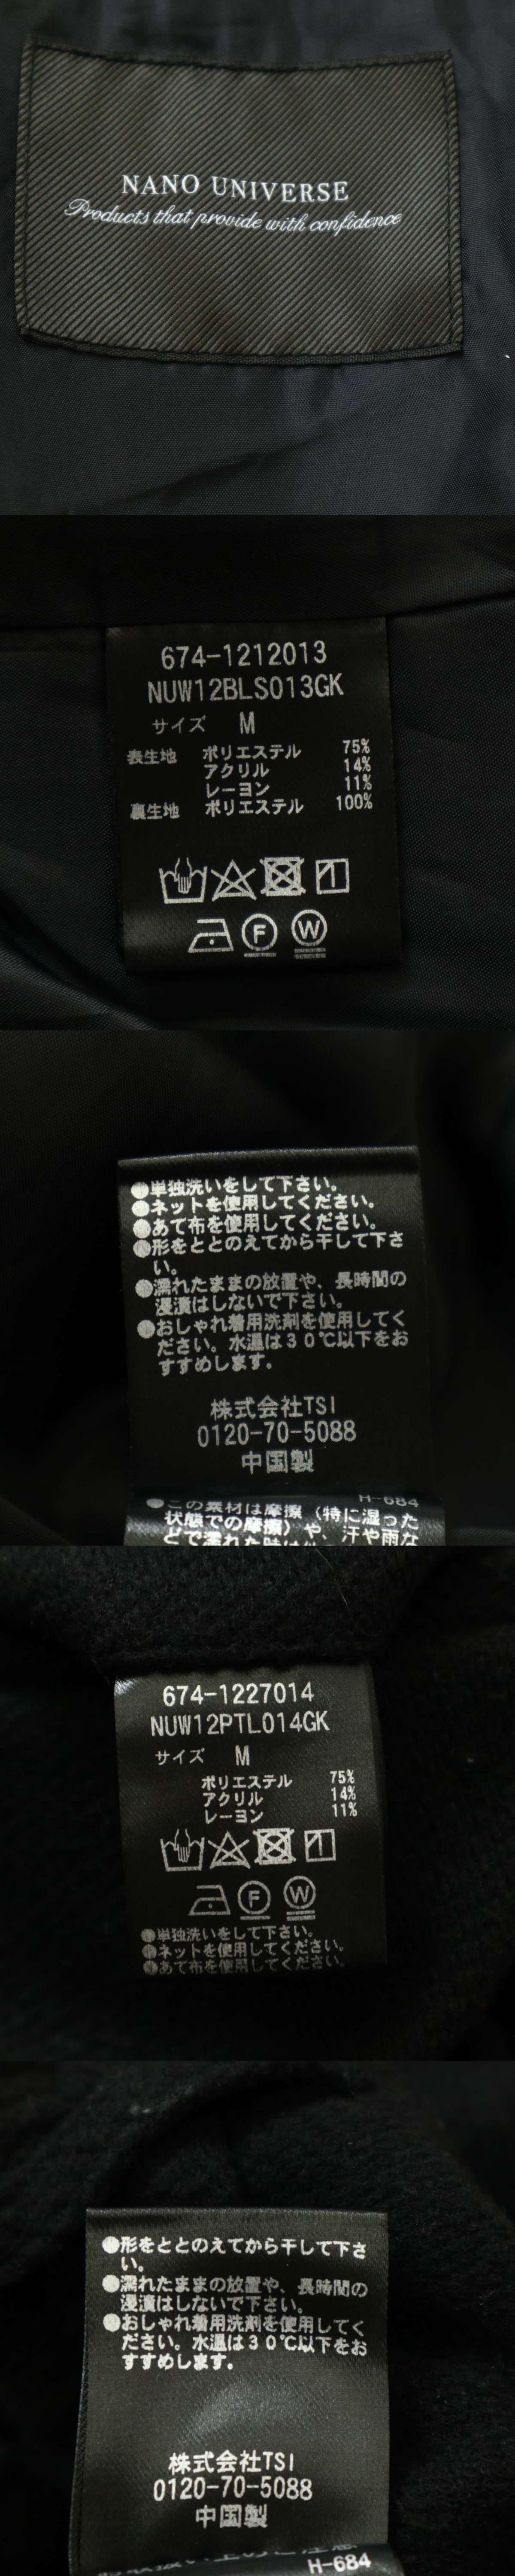 NANO UNIVERSE
Products that provide with confidence
674-1212013
NUW12BLS013GK
サイズ M
表生地 ポリエステル 75%
アクリル 14%
レーヨン 11%
裏生地 ポリエステル 100%
F W
●単独洗いをして下さい。
●ネットを使用してください。
●あて布を使用してください。
●形をととのえてから干して下さ
い。
●濡れたままの放置や、長時間の
浸漬はしないで下さい。
●おしゃれ着用洗剤を使用してく
ださい。水温は30℃以下をお
すすめします。
株式会社TSI
0120-70-5088
中国製
H-684
●この素材は摩擦(特に湿った
状態での摩擦)や、汗や雨な
どで濡れた時は
674-1227014
NUW12PTL014GK
サイズ M
ポリエステル 75%
アクリル 14%
レーヨン 11%
F W
●単独洗いをして下さい。
●ネットを使用してください。
●あて布を使用してください。
●形をととのえてから干して下さ
い。
●濡れたままの放置や、長時間の
浸漬はしないで下さい。
●おしゃれ着用洗剤を使用してく
ださい。水温は30℃以下をお
すすめします。
株式会社TSI
0120-70-5088
中国製
H-684